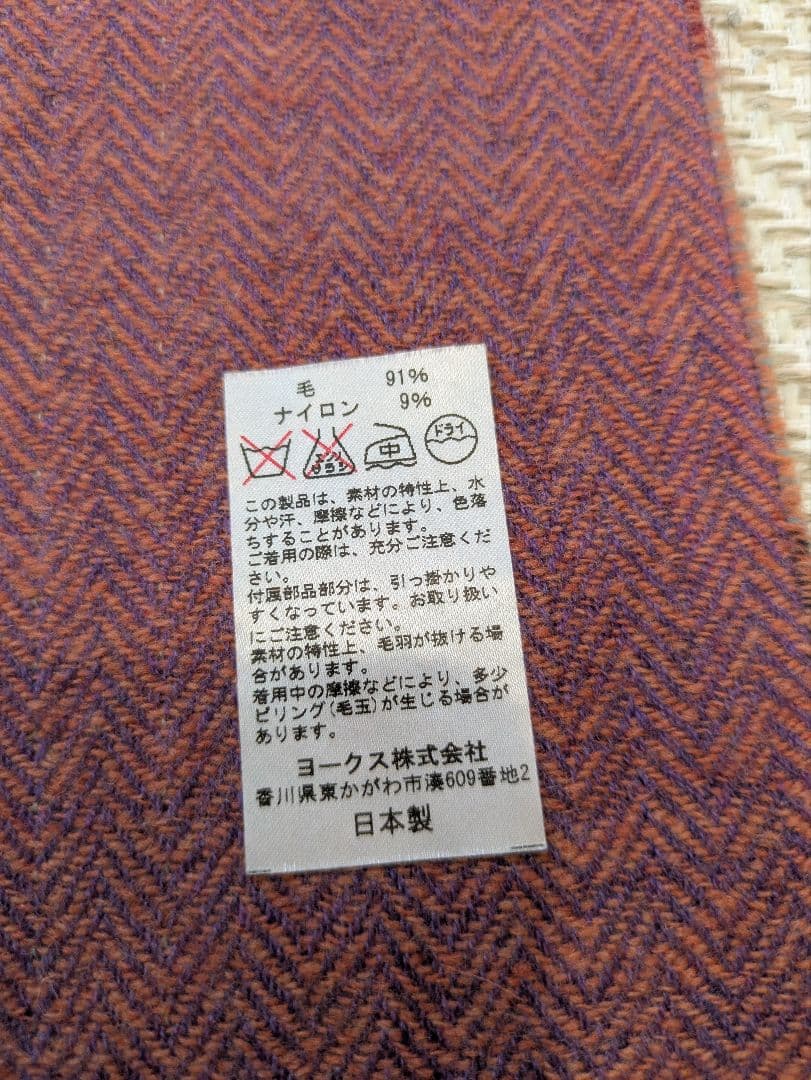 毛 91%
ナイロン 9%
エンソ サラシ
中
ドライ
この製品は、素材の特性上、水
分や汗、摩擦などにより、色落
ちすることがあります。
ご着用の際は、充分ご注意くだ
さい。
付属部品部分は、引っ掛かりや
すくなっています。お取り扱い
にご注意ください。
素材の特性上、毛羽が抜ける場
合があります。
着用中の摩擦などにより、多少
ピリング(毛玉)が生じる場合が
あります。
ヨークス株式会社
香川県東かがわ市湊609番地2
日本製